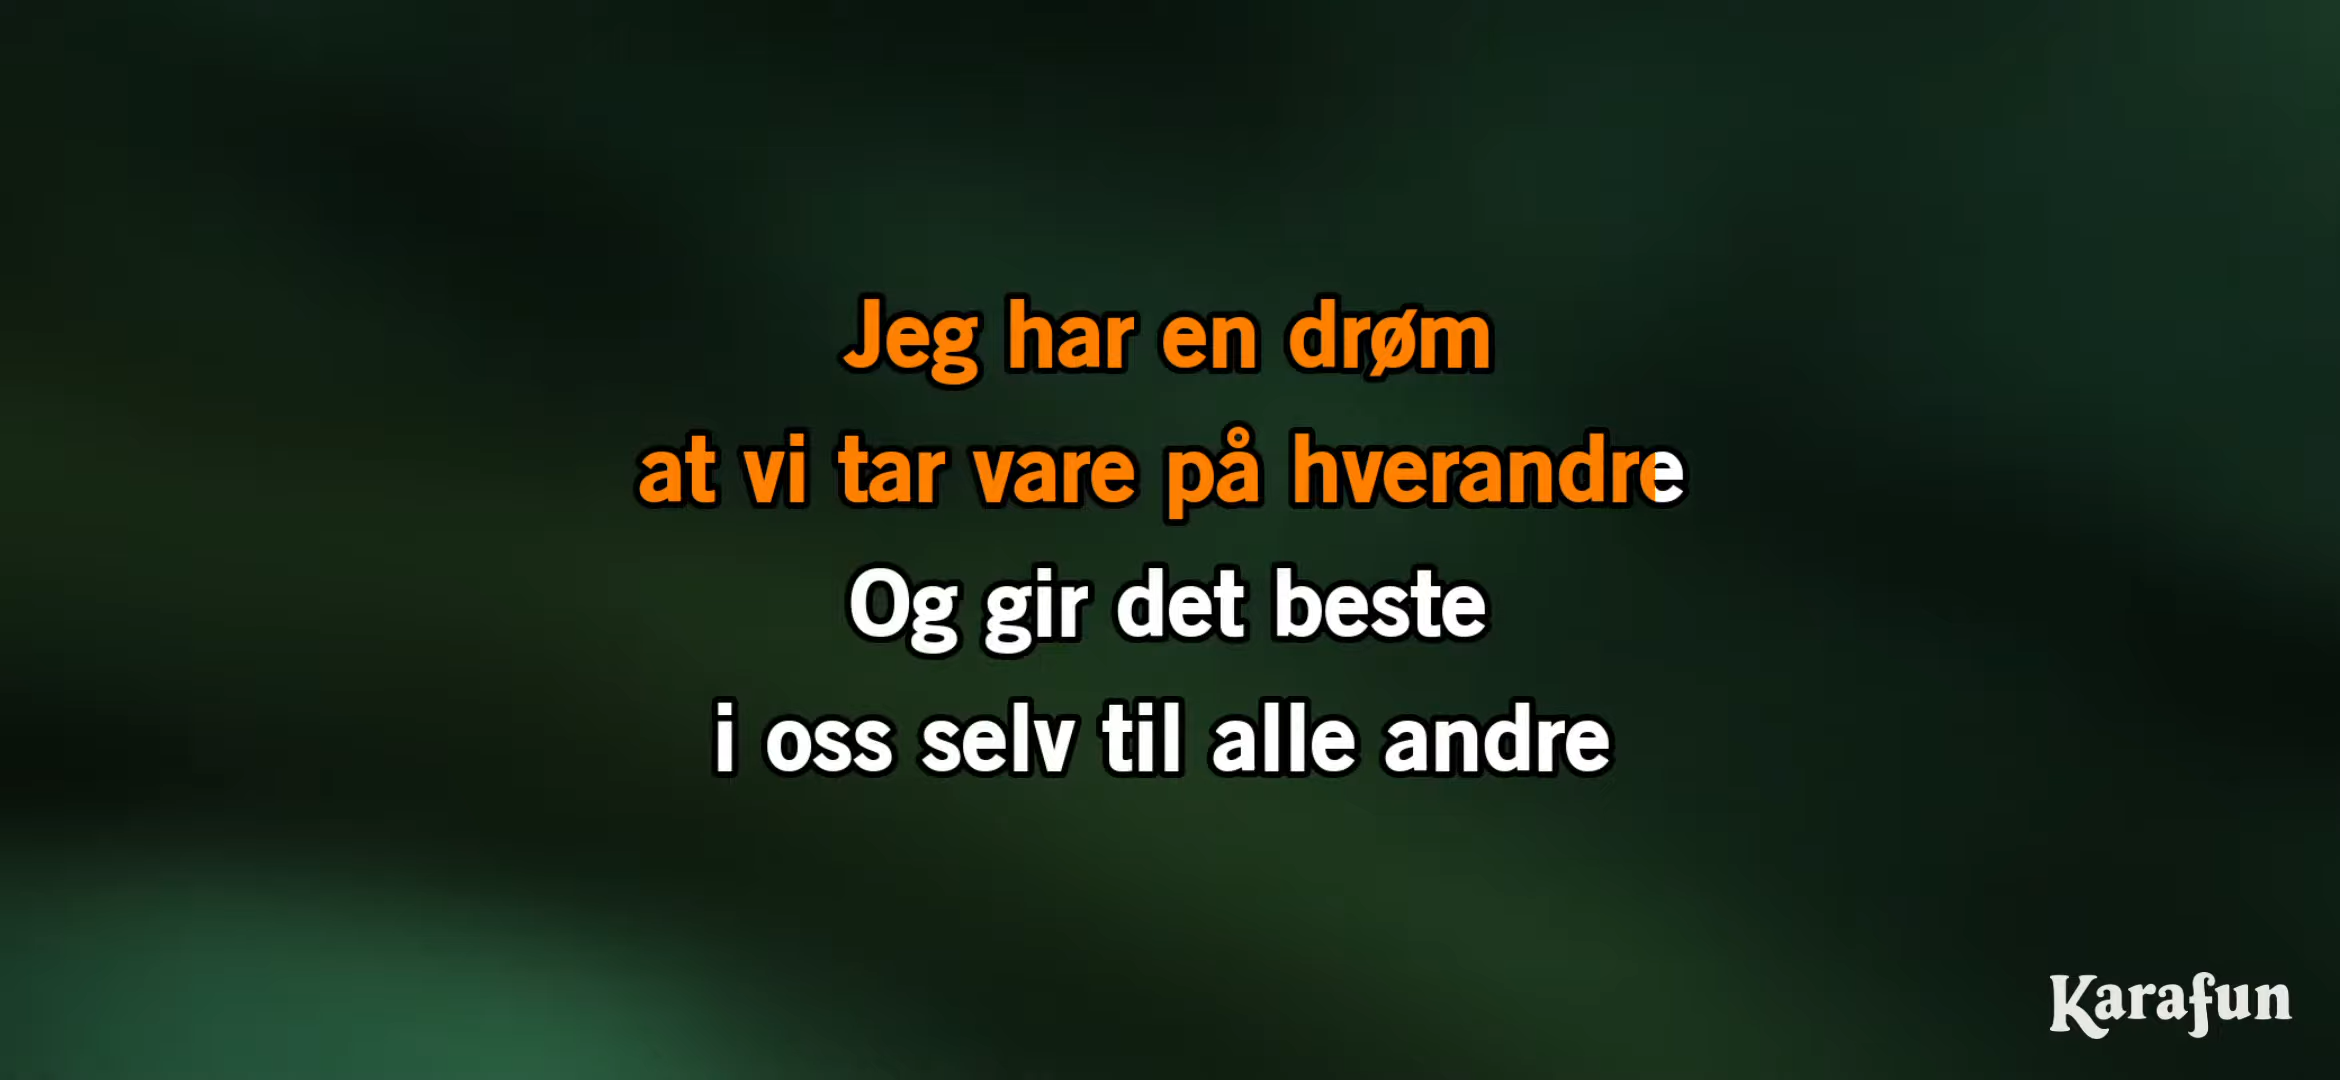 Jeg har en drøm
at vi tar vare på hverandre
Og gir det beste
i oss selv til alle andre
Karafun